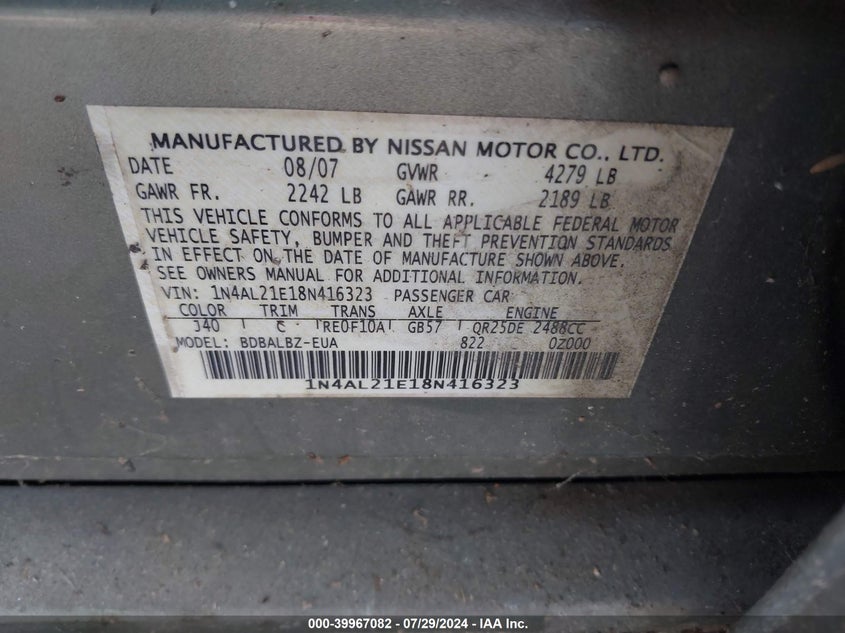 MANUFACTURED BY NISSAN MOTOR CO., LTD.
DATE 08/07 GVWR 4279 LB
GAWR FR. 2242 LB GAWR RR. 2189 LB
THIS VEHICLE CONFORMS TO ALL APPLICABLE FEDERAL MOTOR
VEHICLE SAFETY, BUMPER AND THEFT PREVENTION STANDARDS
IN EFFECT ON THE DATE OF MANUFACTURE SHOWN ABOVE.
SEE OWNERS MANUAL FOR ADDITIONAL INFORMATION.
VIN: 1N4AL21E18N416323 PASSENGER CAR
COLOR TRIM TRANS AXLE ENGINE
J40 C RE0F10A GB57 QR25DE 2488CC
MODEL: BDBALBZ-EUA 822 0Z000
1N4AL21E18N416323
000-39967082 - 07/29/2024 - IAA Inc.